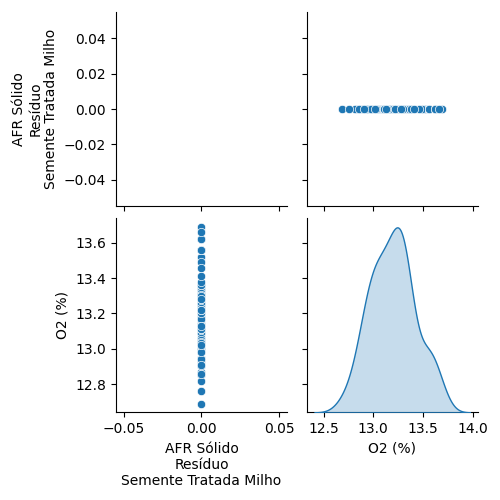 AFR Sólido
Resíduo
Semente Tratada Milho
0.04
0.02
0.00
−0.02
−0.04
O2 (%)
13.6
13.4
13.2
13.0
12.8
−0.05
0.00
0.05
AFR Sólido
Resíduo
Semente Tratada Milho
12.5
13.0
13.5
14.0
O2 (%)